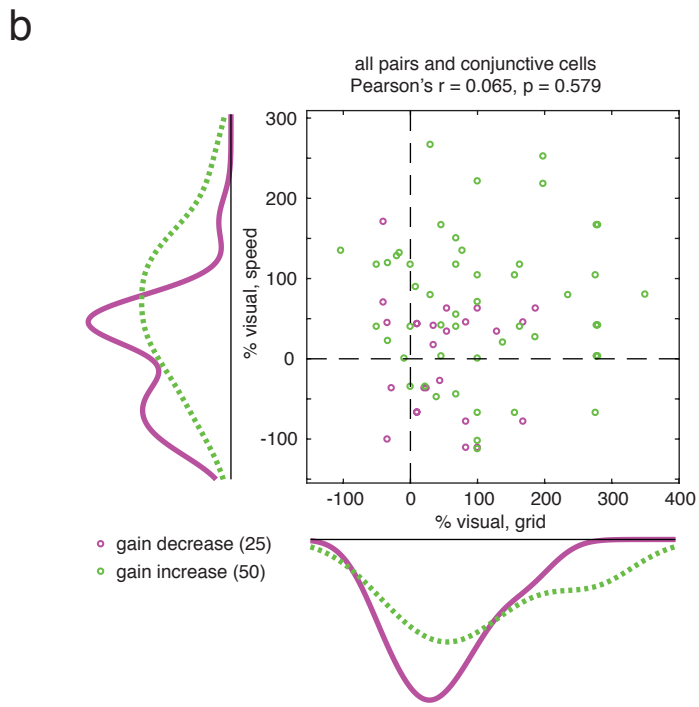 b
all pairs and conjunctive cells
Pearson's r = 0.065, p = 0.579
300
200
100
0
-100
% visual, speed
-100 0 100 200 300 400
% visual, grid
gain decrease (25)
gain increase (50)